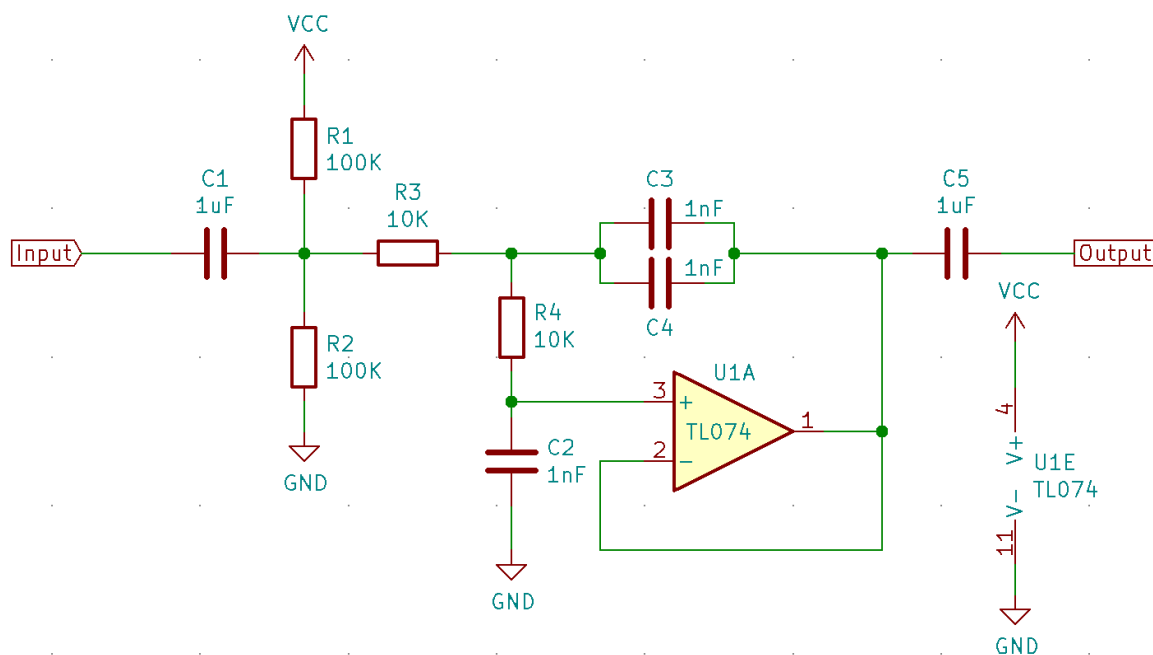 VCC
R1
100K
C1
1uF
R3
10K
C3
1nF
C5
1uF
Input
1nF
Output
C4
VCC
R4
10K
R2
100K
U1A
3
+
TL074
1
2
−
4
V+
C2
1nF
U1E
TL074
V-
11
GND
GND
GND